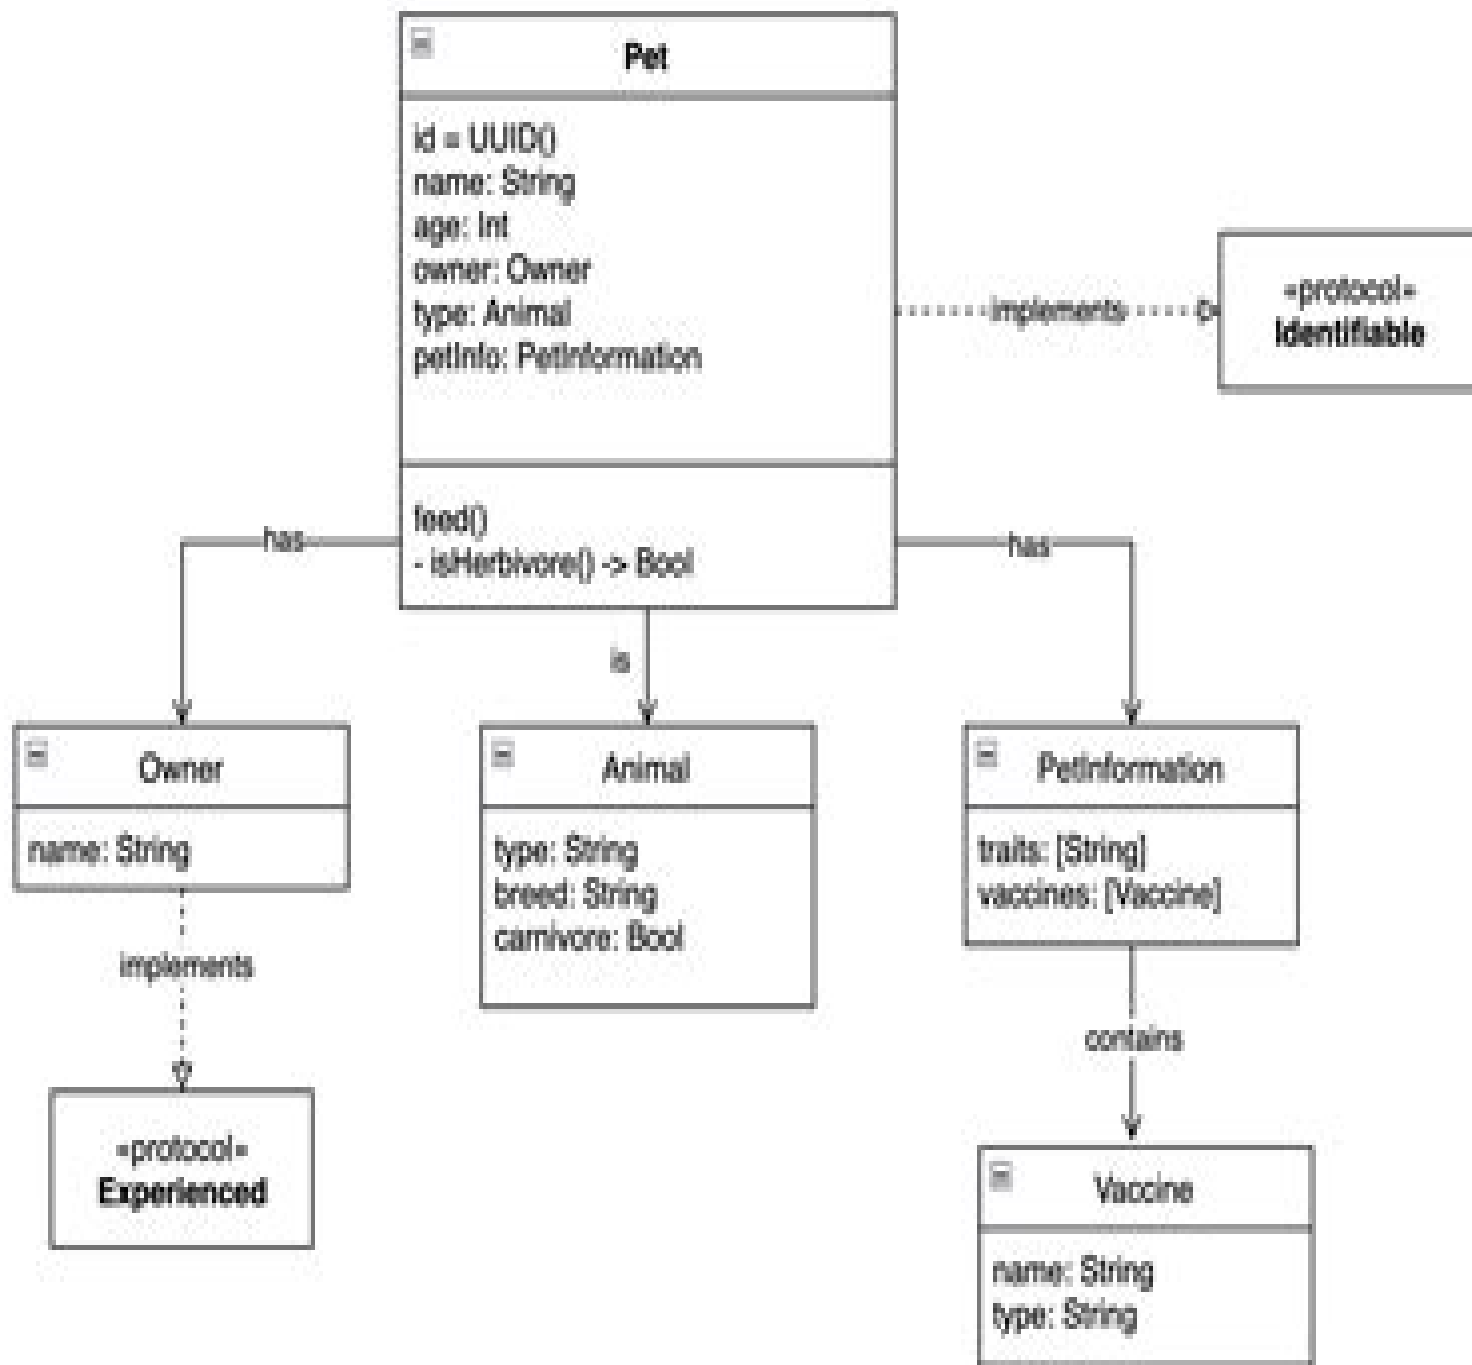 Pet
id = UUID()
name: String
age: Int
owner: Owner
type: Animal
petInfo: PetInformation
feed()
- isHerbivore() -> Bool
implements
«protocol»
Identifiable
has
is
has
Owner
name: String
implements
«protocol»
Experienced
Animal
type: String
breed: String
carnivore: Bool
PetInformation
traits: [String]
vaccines: [Vaccine]
contains
Vaccine
name: String
type: String